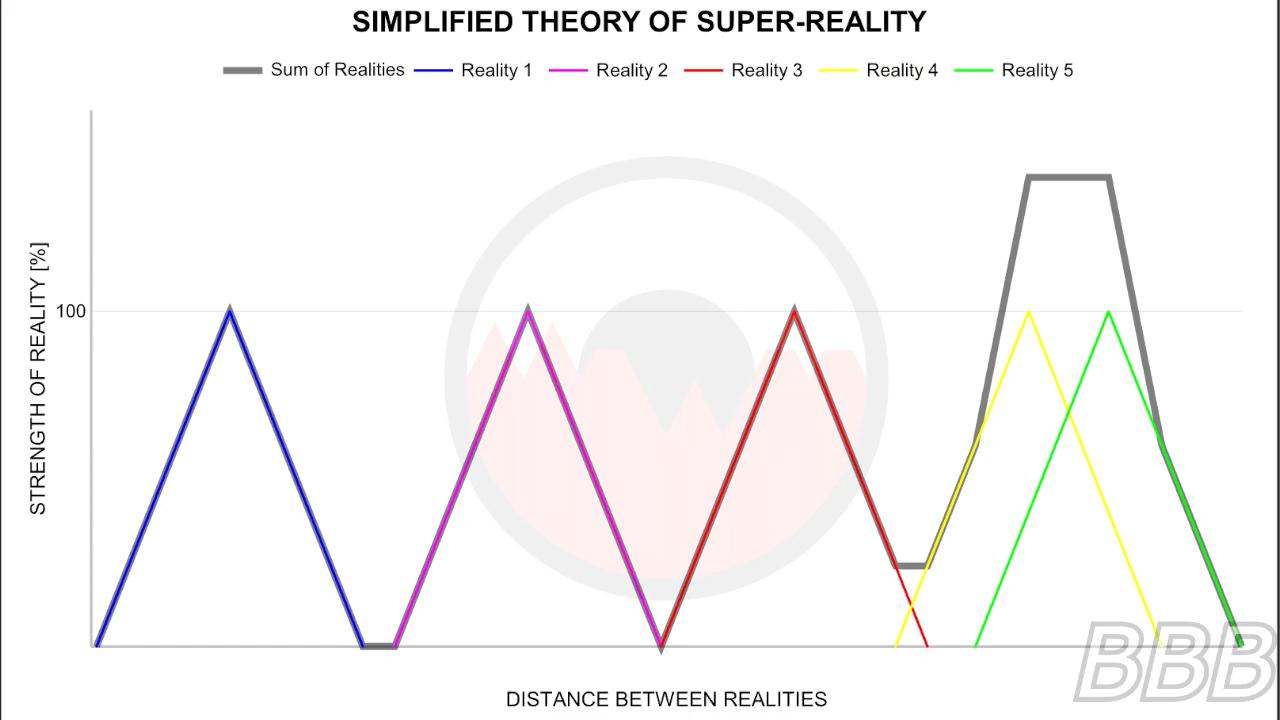 SIMPLIFIED THEORY OF SUPER-REALITY
Sum of Realities Reality 1 Reality 2 Reality 3 Reality 4 Reality 5
STRENGTH OF REALITY [%]
100
DISTANCE BETWEEN REALITIES
BBB